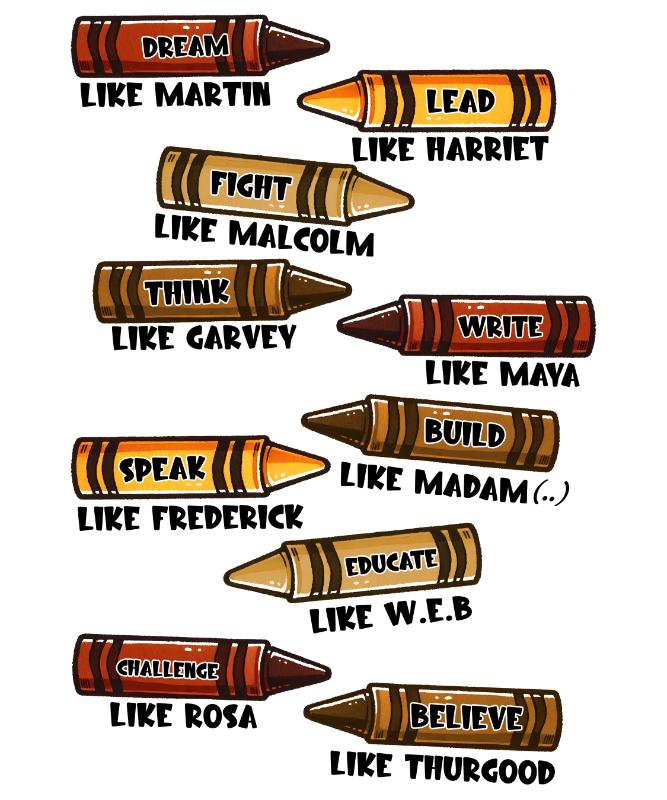 DREAM
LIKE MARTIN
LEAD
LIKE HARRIET
FIGHT
LIKE MALCOLM
THINK
LIKE GARVEY
WRITE
LIKE MAYA
BUILD
LIKE MADAM (..)
SPEAK
LIKE FREDERICK
EDUCATE
LIKE W.E.B
CHALLENGE
LIKE ROSA
BELIEVE
LIKE THURGOOD